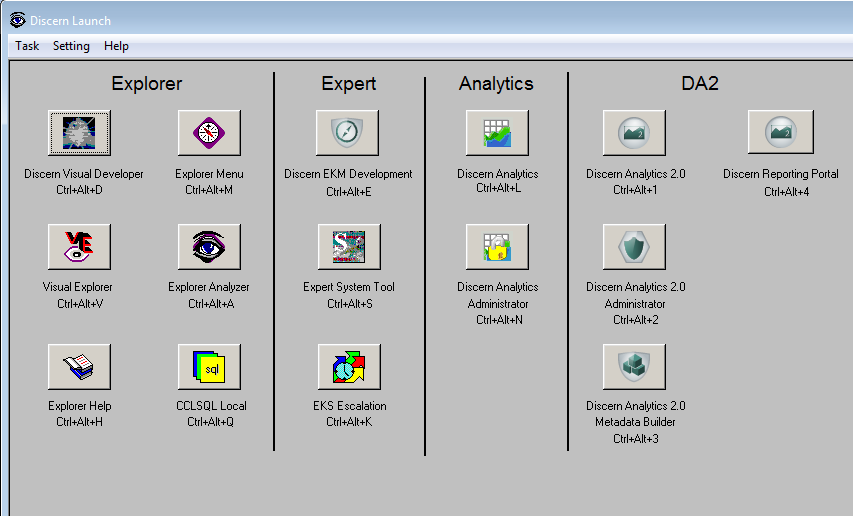 Discern Launch
Task Setting Help
Explorer
Expert
Analytics
DA2
Discern Visual Developer
Ctrl+Alt+D
Explorer Menu
Ctrl+Alt+M
Discern EKM Development
Ctrl+Alt+E
Discern Analytics
Ctrl+Alt+L
2
Discern Analytics 2.0
Ctrl+Alt+1
2
Discern Reporting Portal
Ctrl+Alt+4
VE
Visual Explorer
Ctrl+Alt+V
Explorer Analyzer
Ctrl+Alt+A
Expert System Tool
Ctrl+Alt+S
Discern Analytics
Administrator
Ctrl+Alt+N
Discern Analytics 2.0
Administrator
Ctrl+Alt+2
Explorer Help
Ctrl+Alt+H
sql
CCLSQL Local
Ctrl+Alt+Q
EKS Escalation
Ctrl+Alt+K
Discern Analytics 2.0
Metadata Builder
Ctrl+Alt+3